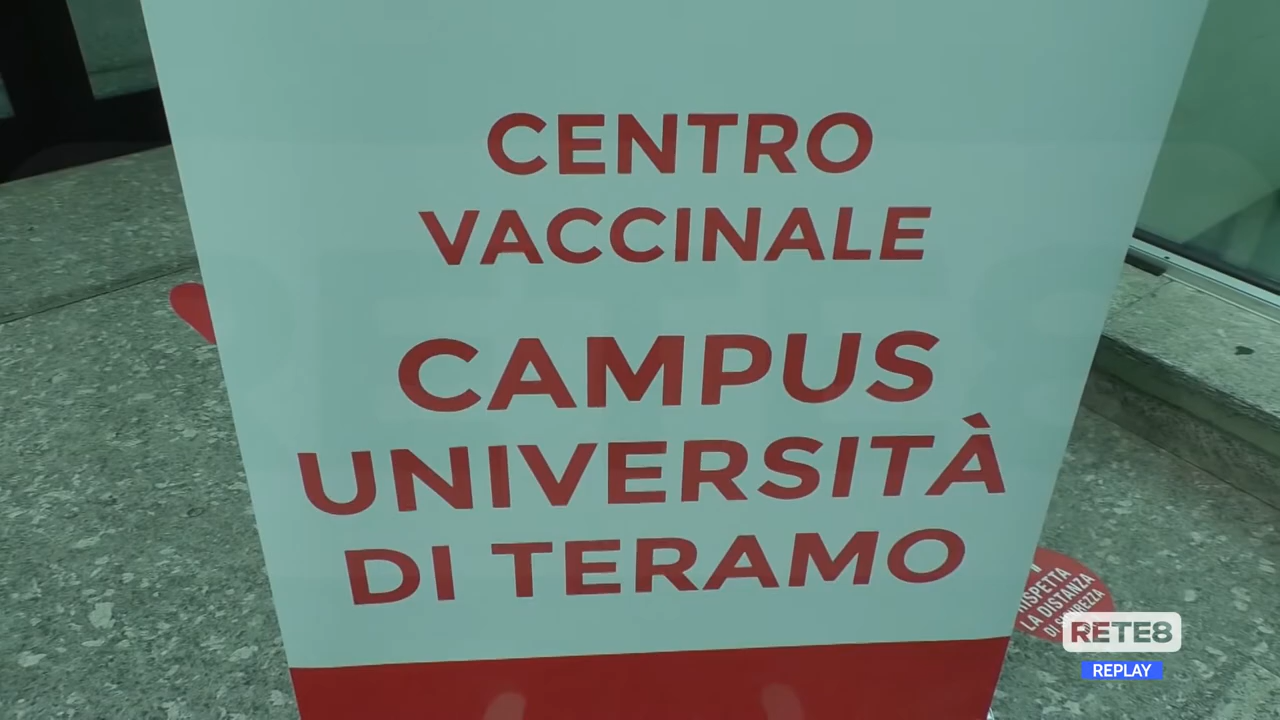 CENTRO
VACCINALE
CAMPUS
UNIVERSITÀ
DI TERAMO
RISPETTA
LA DISTANZA
DI SICUREZZA
RETE8
REPLAY